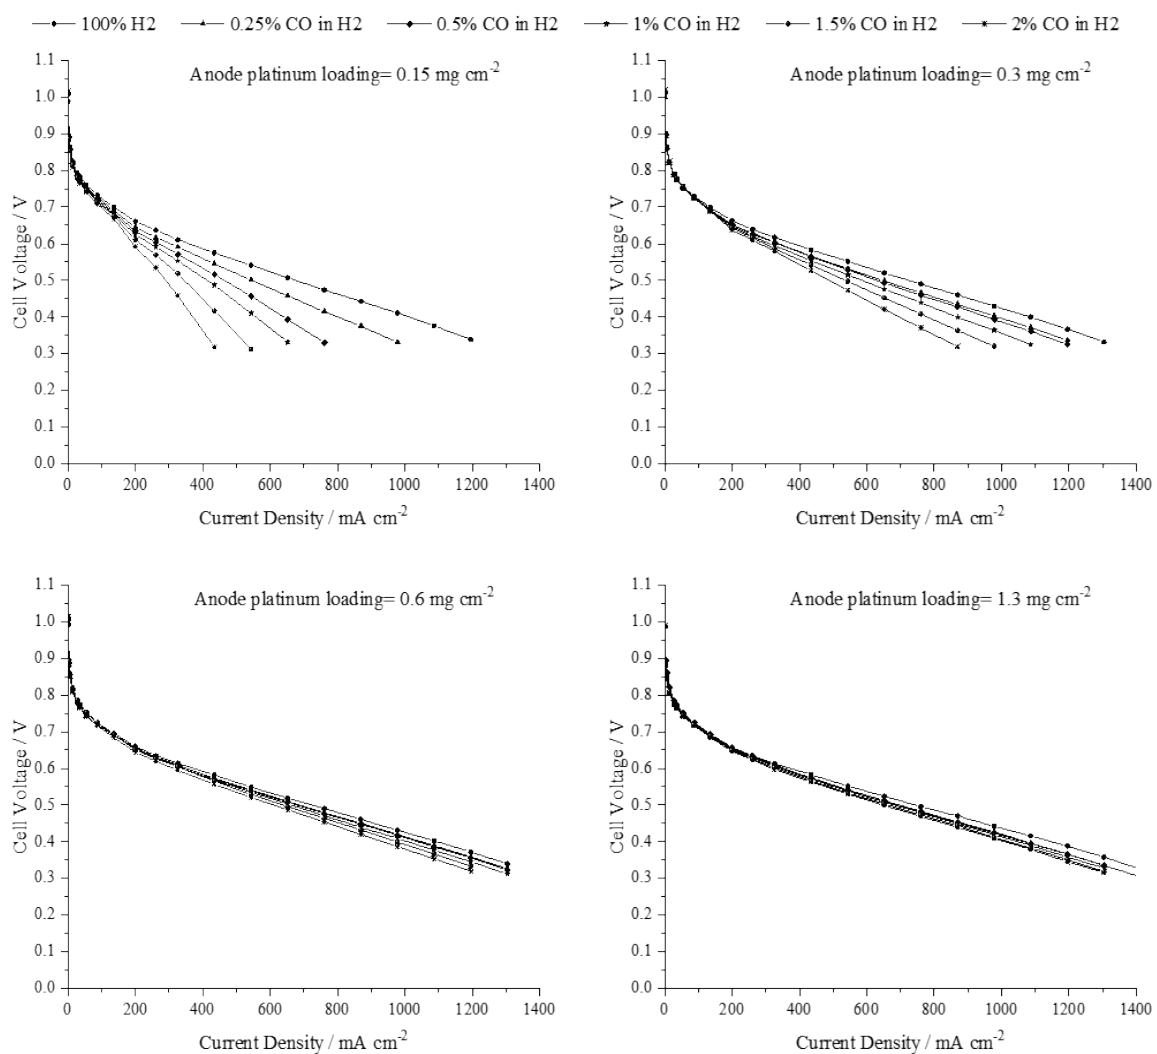 100% H2 0.25% CO in H2 0.5% CO in H2 1% CO in H2 1.5% CO in H2 2% CO in H2
Anode platinum loading= 0.15 mg cm-2
1.1
1.0
0.9
0.8
0.7
0.6
0.5
0.4
0.3
0.2
0.1
0.0
Cell Voltage / V
0 200 400 600 800 1000 1200 1400
Current Density / mA cm-2
Anode platinum loading= 0.3 mg cm-2
1.1
1.0
0.9
0.8
0.7
0.6
0.5
0.4
0.3
0.2
0.1
0.0
Cell Voltage / V
0 200 400 600 800 1000 1200 1400
Current Density / mA cm-2
Anode platinum loading= 0.6 mg cm-2
1.1
1.0
0.9
0.8
0.7
0.6
0.5
0.4
0.3
0.2
0.1
0.0
Cell Voltage / V
0 200 400 600 800 1000 1200 1400
Current Density / mA cm-2
Anode platinum loading= 1.3 mg cm-2
1.1
1.0
0.9
0.8
0.7
0.6
0.5
0.4
0.3
0.2
0.1
0.0
Cell Voltage / V
0 200 400 600 800 1000 1200 1400
Current Density / mA cm-2